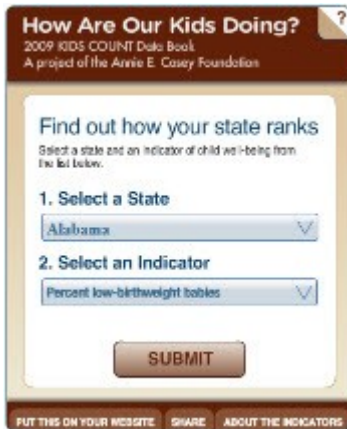 How Are Our Kids Doing?
?
2009 KIDS COUNT Data Book
A project of the Annie E. Casey Foundation
Find out how your state ranks
Select a state and an indicator of child well-being from
the list below.
1. Select a State
Alabama
2. Select an Indicator
Percent low-birthweight babies
SUBMIT
PUT THIS ON YOUR WEBSITE SHARE ABOUT THE INDICATORS